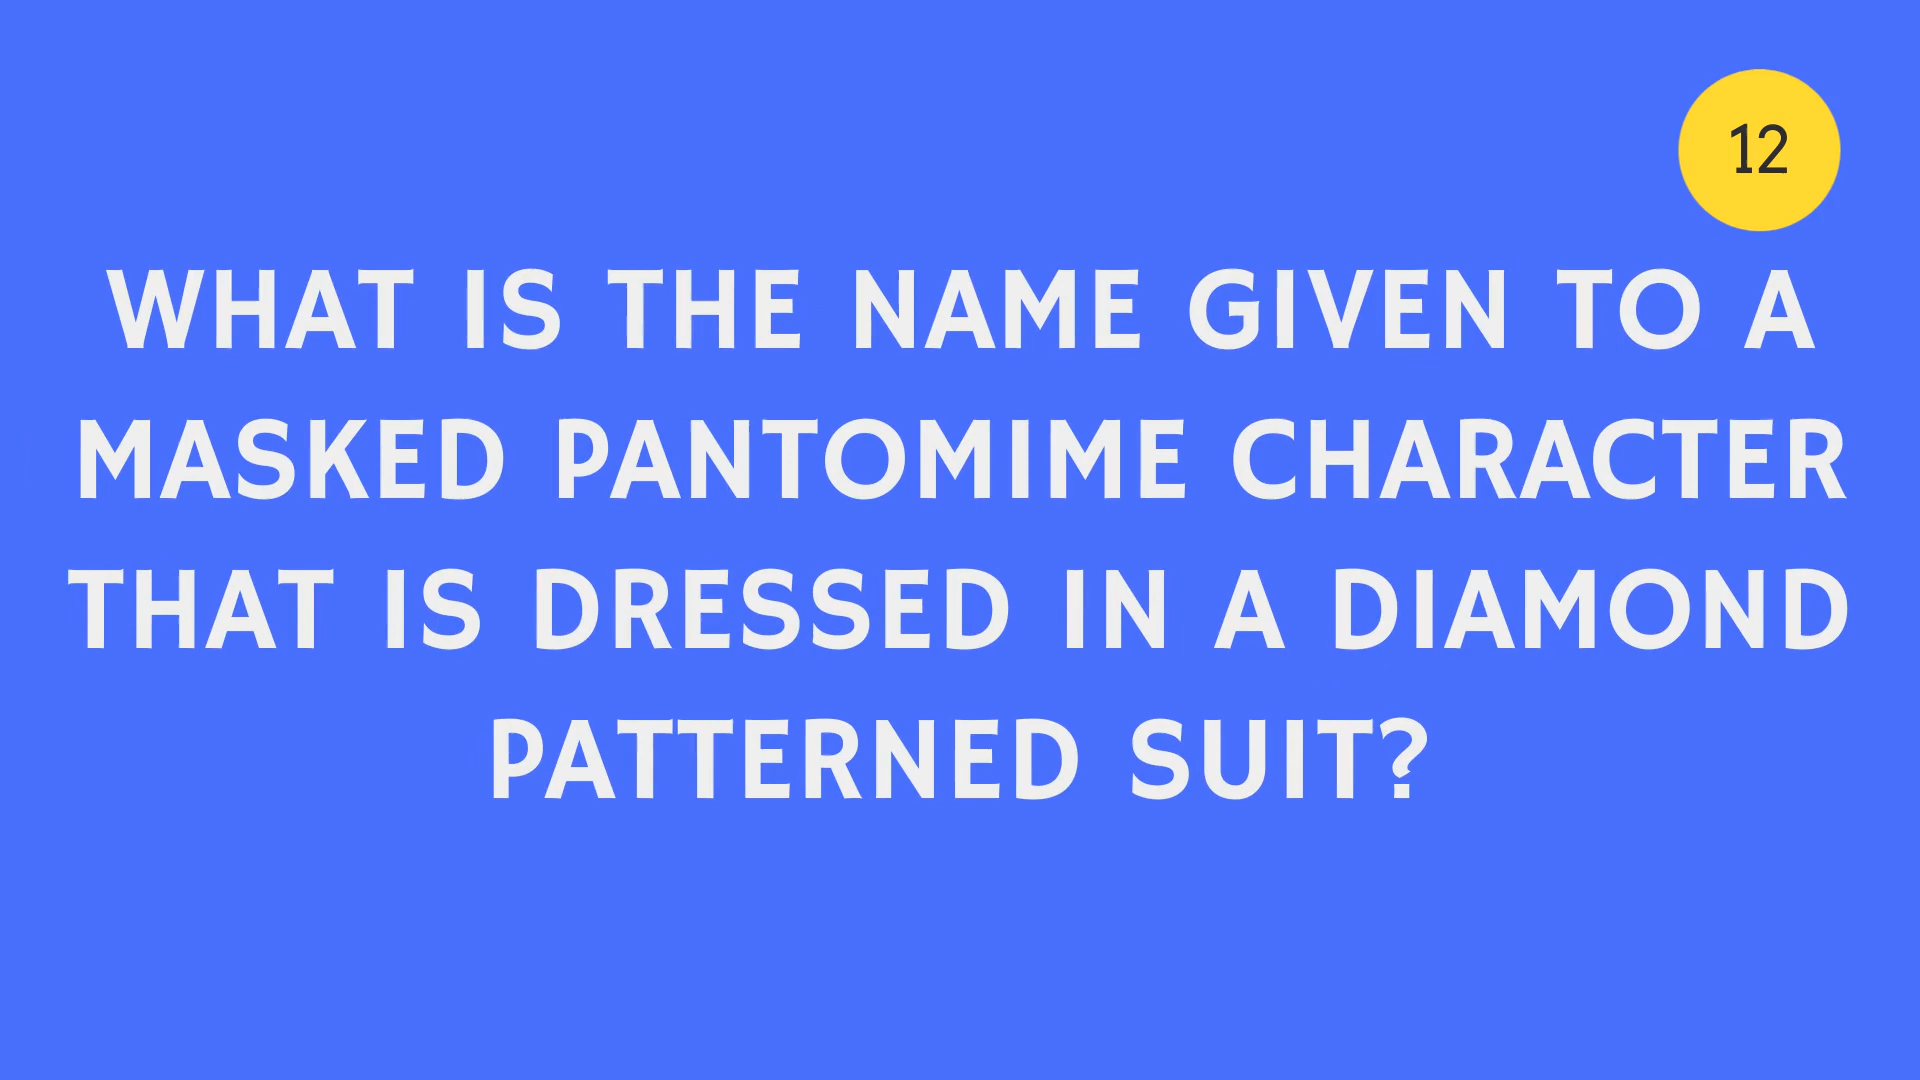 12
WHAT IS THE NAME GIVEN TO A
MASKED PANTOMIME CHARACTER
THAT IS DRESSED IN A DIAMOND
PATTERNED SUIT?